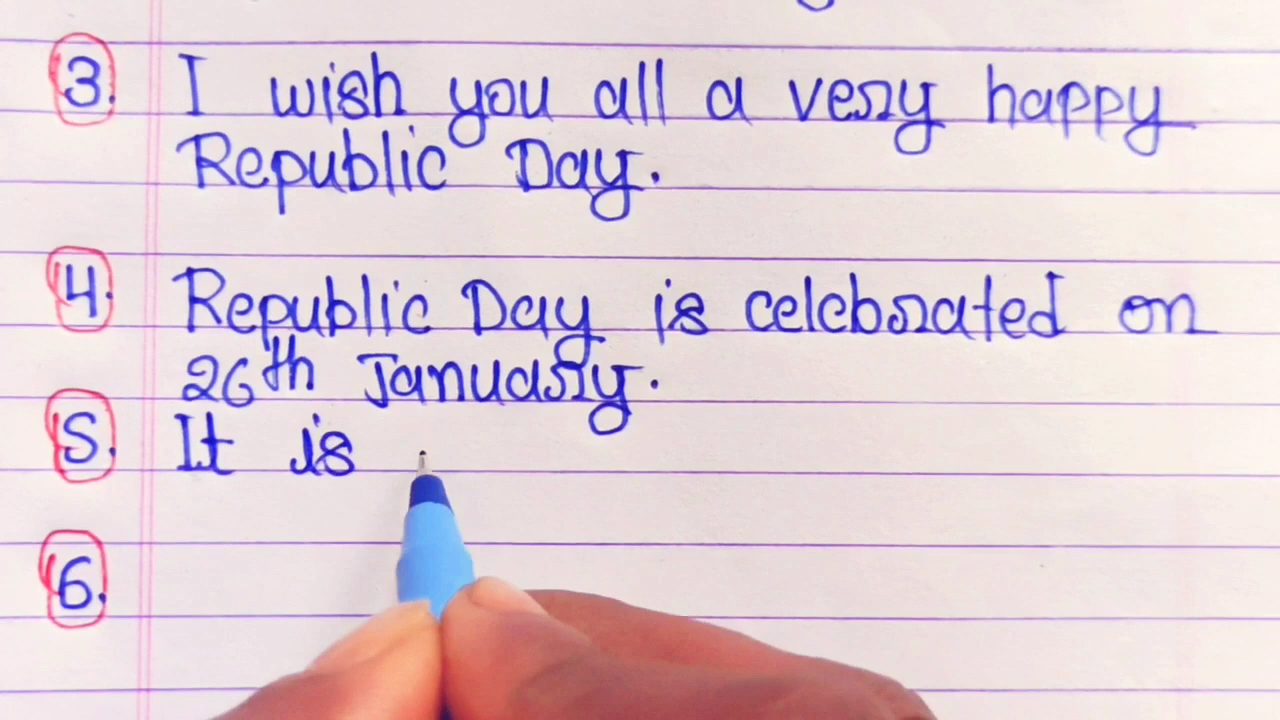 3. I wish you all a very happy
Republic Day.
4. Republic Day is celebrated on
26th January.
5. It is
6.